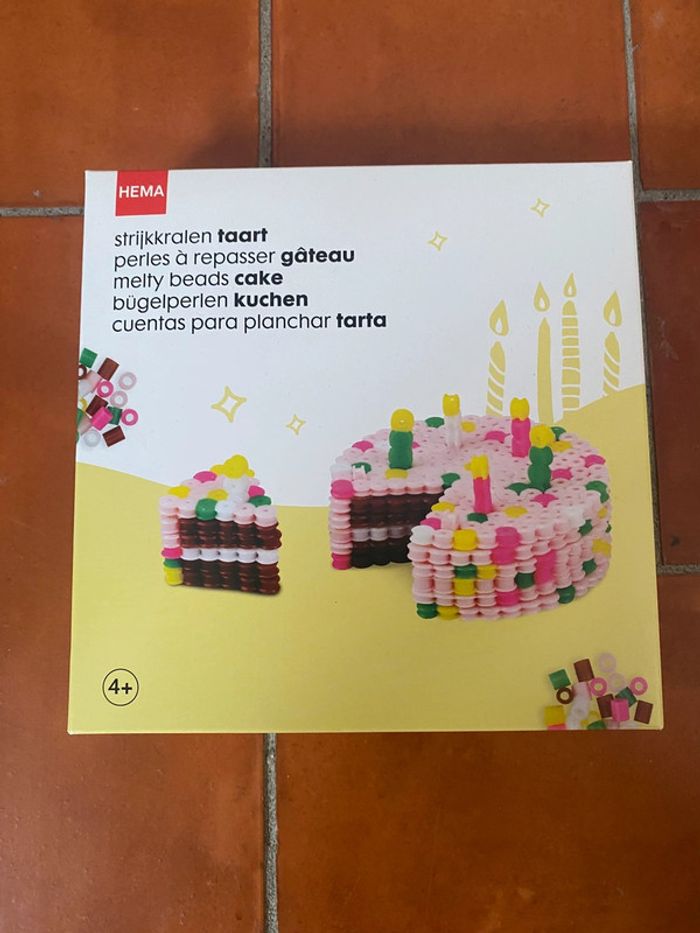 HEMA
strijkkralen taart
perles à repasser gâteau
melty beads cake
bügelperlen kuchen
cuentas para planchar tarta
4+